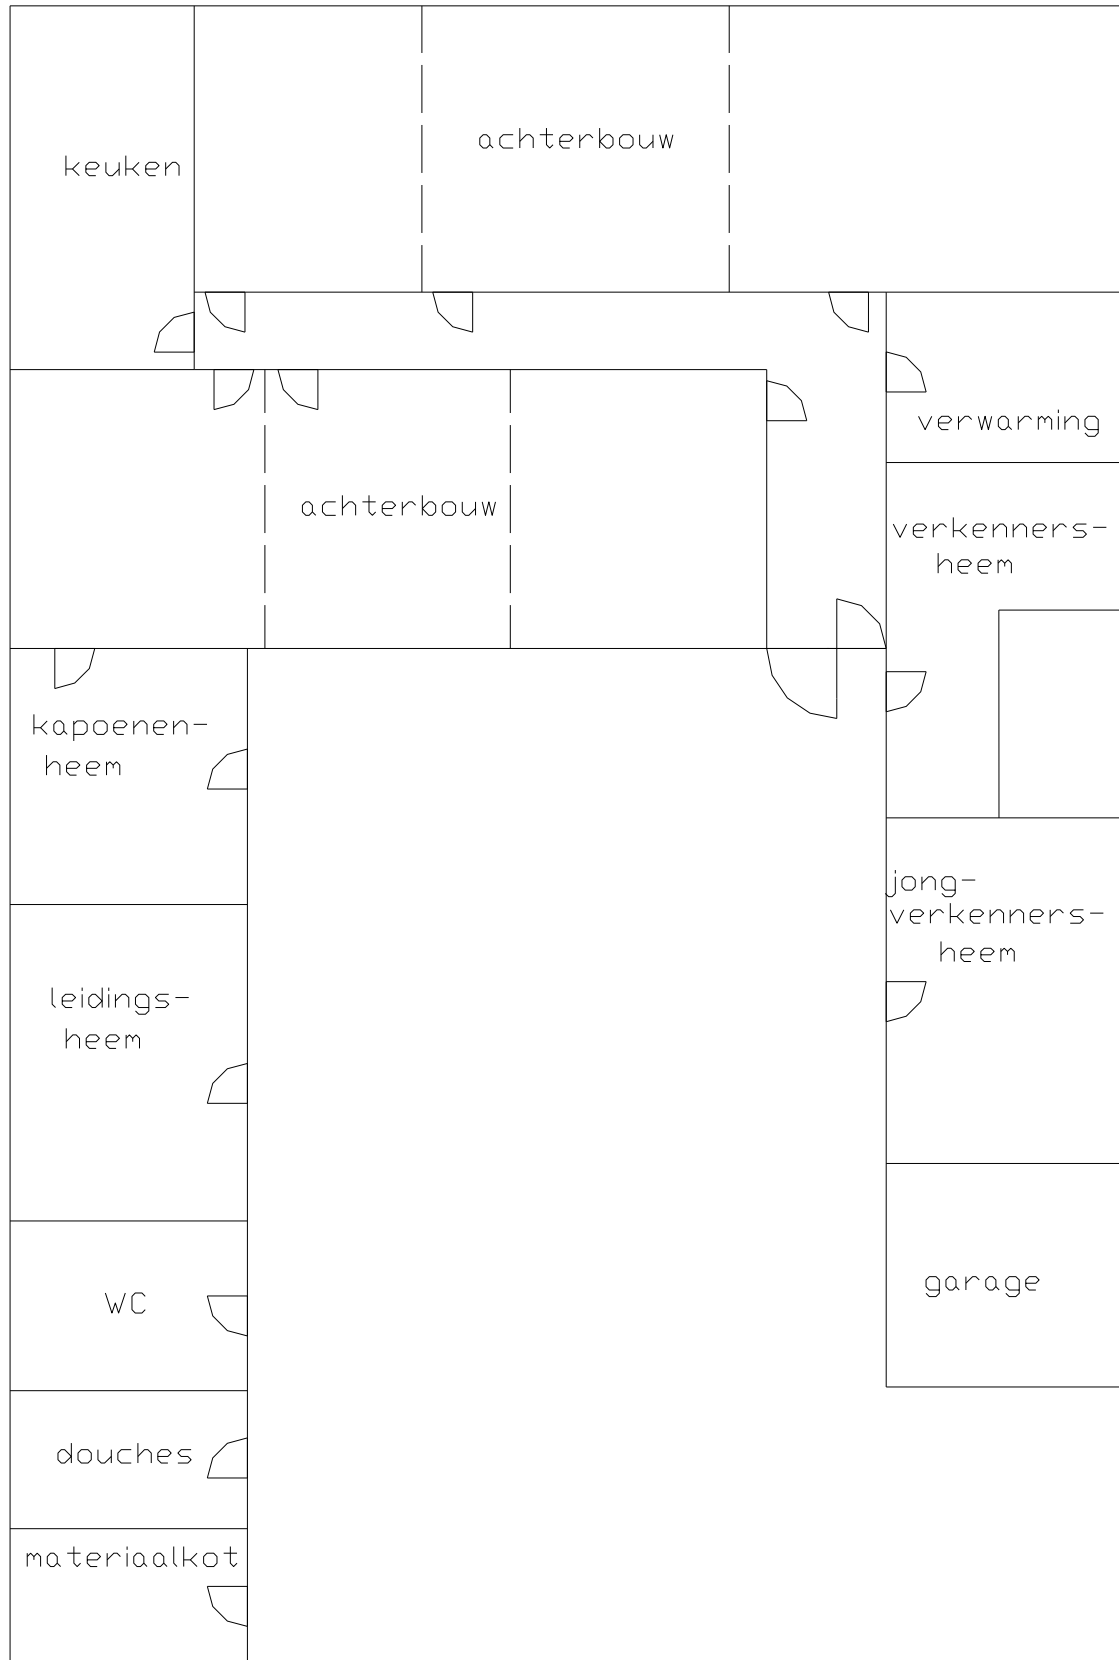 achterbouw
keuken
verwarming
achterbouw
verkenners-
heem
kapoenen-
heem
jong-
verkenners-
heem
leidings-
heem
WC
garage
douches
materiaalkot